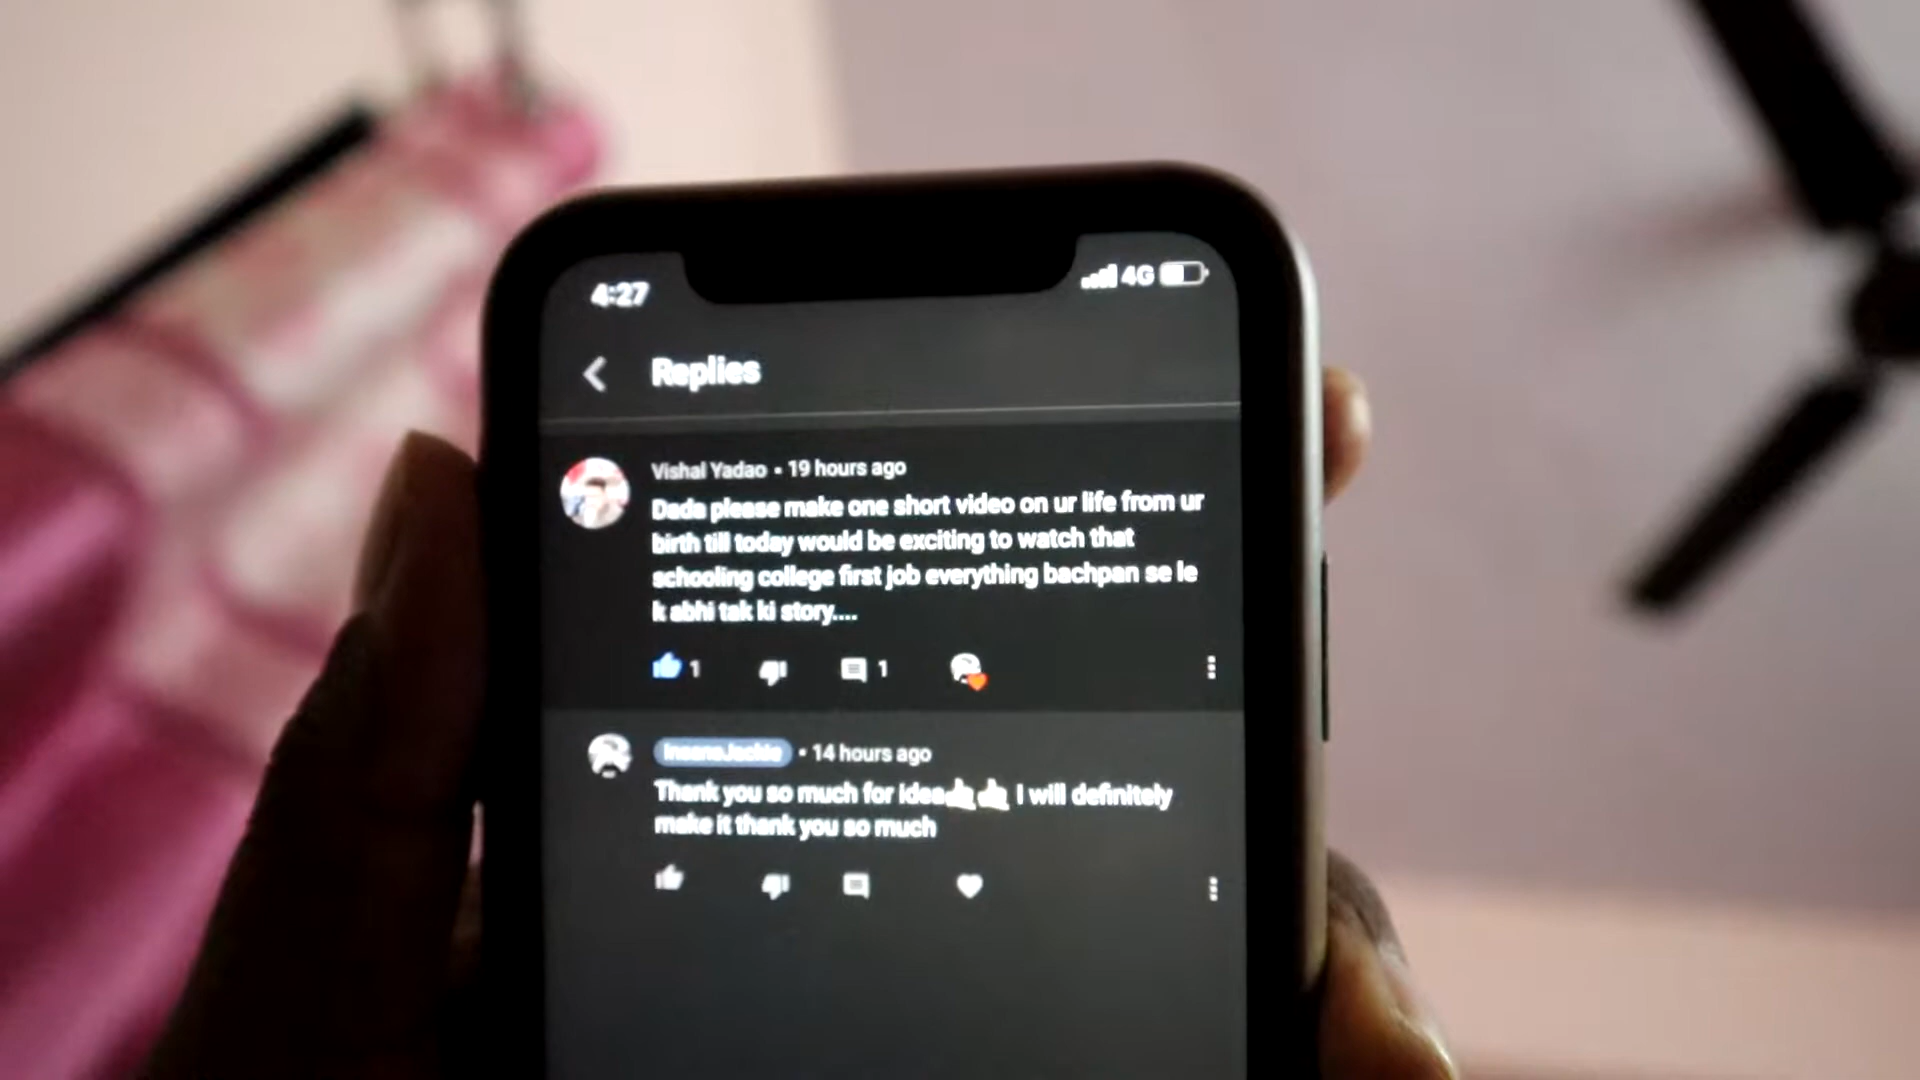 4:27
4G
Replies
Vishal Yadao • 19 hours ago
Dada please make one short video on ur life from ur
birth till today would be exciting to watch that
schooling college first job everything bachpan se le
k abhi tak ki story....
1
1
InsaneJackie • 14 hours ago
Thank you so much for idea👍👍 I will definitely
make it thank you so much